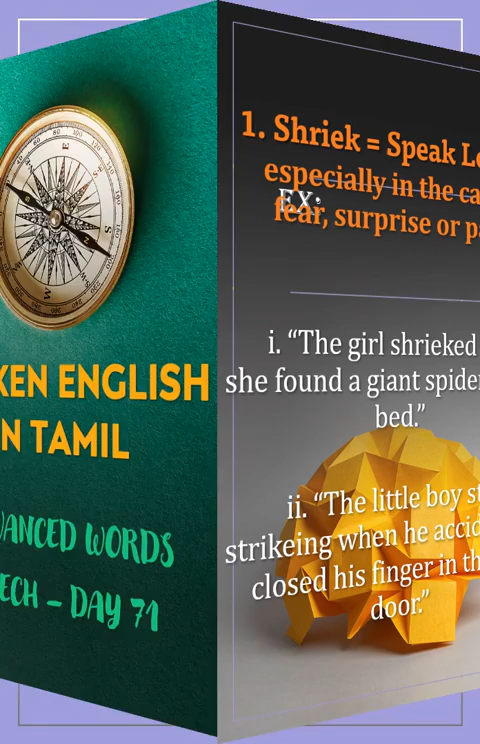 KEN ENGLISH
N TAMIL
VANCED WORDS
ECH – DAY 71
1. Shriek = Speak Lo
especially in the ca
EX:
fear, surprise or pa
i. “The girl shrieked
she found a giant spider
bed.”
ii. “The little boy st
strikeing when he accid
closed his finger in th
door.”